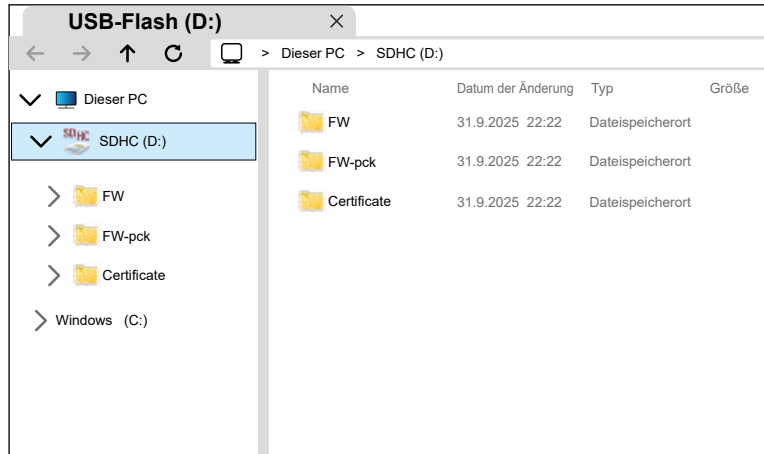 USB-Flash (D:)
> Dieser PC > SDHC (D:)
Name Datum der Änderung Typ Größe
Dieser PC
FW 31.9.2025 22:22 Dateispeicherort
SDHC SDHC (D:)
FW-pck 31.9.2025 22:22 Dateispeicherort
Certificate 31.9.2025 22:22 Dateispeicherort
FW
FW-pck
Certificate
Windows (C:)